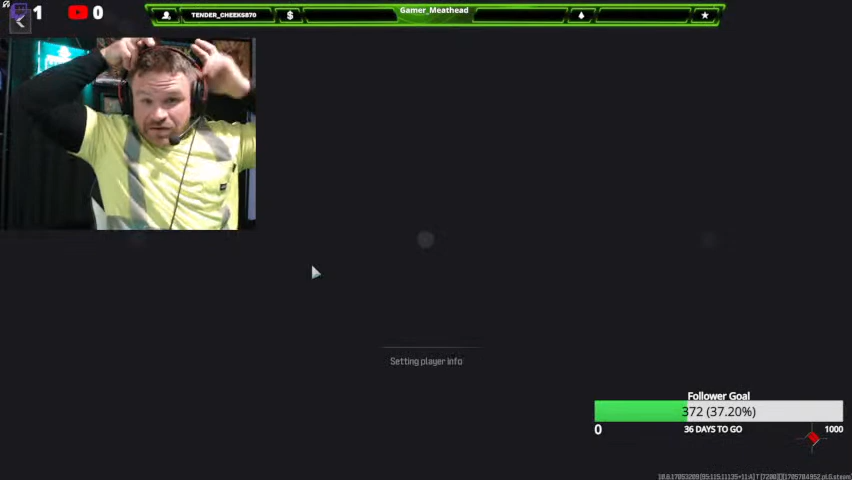 1 0
TENDER_CHEEKS870 $ Gamer_Meathead
Setting player info
Follower Goal
372 (37.20%)
0 36 DAYS TO GO 1000